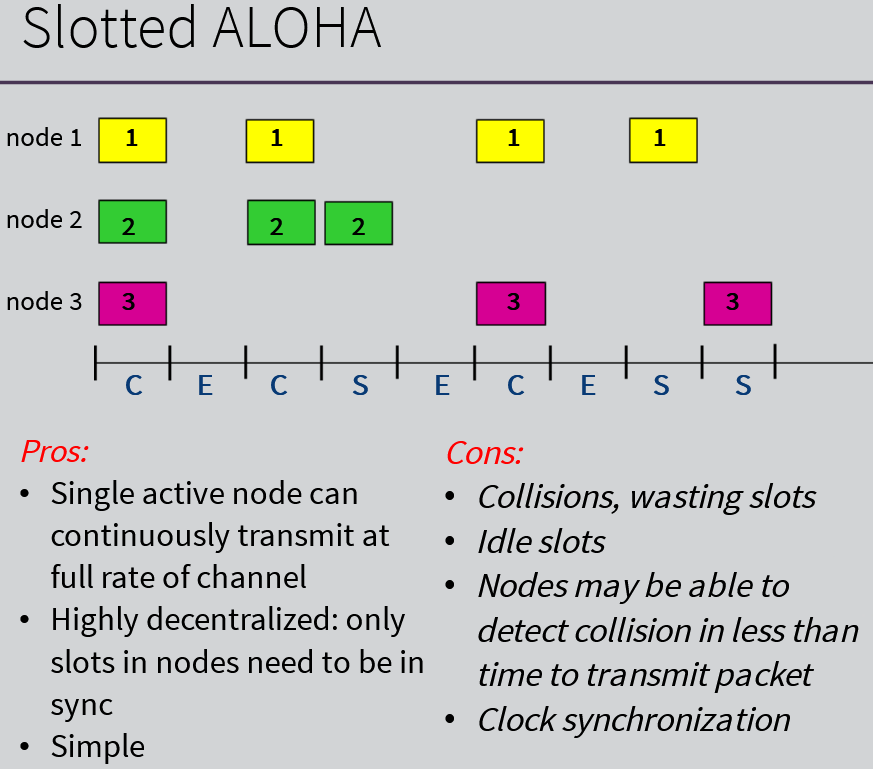 Slotted ALOHA
node 1 1 1 1 1
node 2 2 2 2
node 3 3 3 3
C E C S E C E S S
Pros:
• Single active node can
continuously transmit at
full rate of channel
• Highly decentralized: only
slots in nodes need to be in
sync
• Simple
Cons:
• Collisions, wasting slots
• Idle slots
• Nodes may be able to
detect collision in less than
time to transmit packet
• Clock synchronization